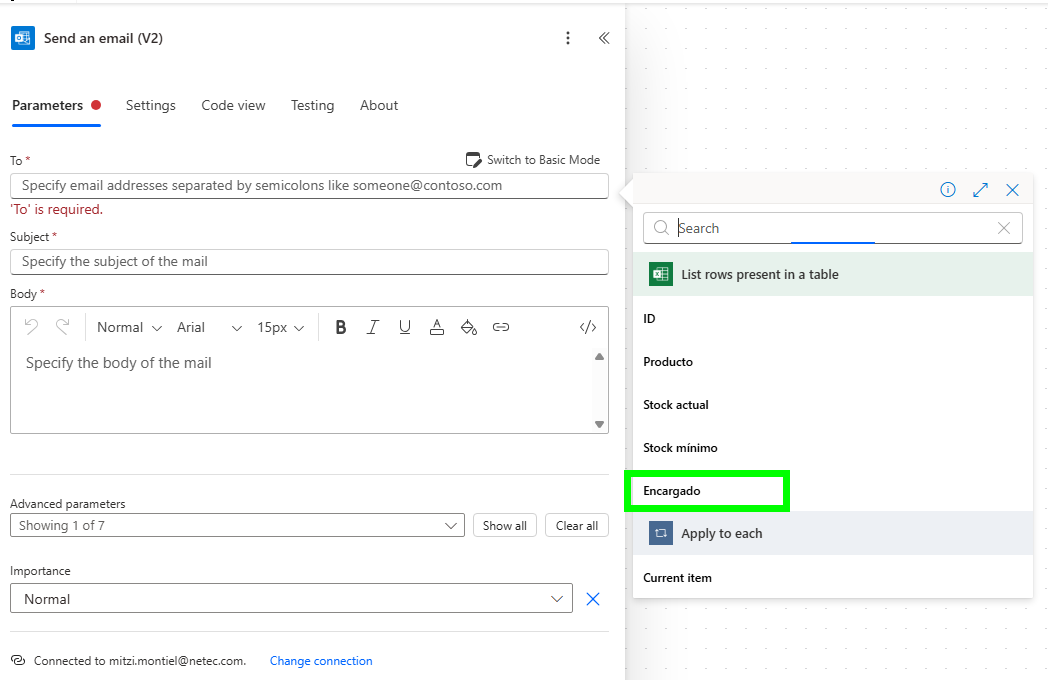 Send an email (V2)
Parameters Settings Code view Testing About
To * Switch to Basic Mode
Specify email addresses separated by semicolons like someone@contoso.com
'To' is required.
Subject *
Specify the subject of the mail
Body *
Normal Arial 15px B I U A </>
Specify the body of the mail
Advanced parameters
Showing 1 of 7 Show all Clear all
Importance
Normal
Connected to mitzi.montiel@netec.com. Change connection
Search
List rows present in a table
ID
Producto
Stock actual
Stock mínimo
Encargado
Apply to each
Current item